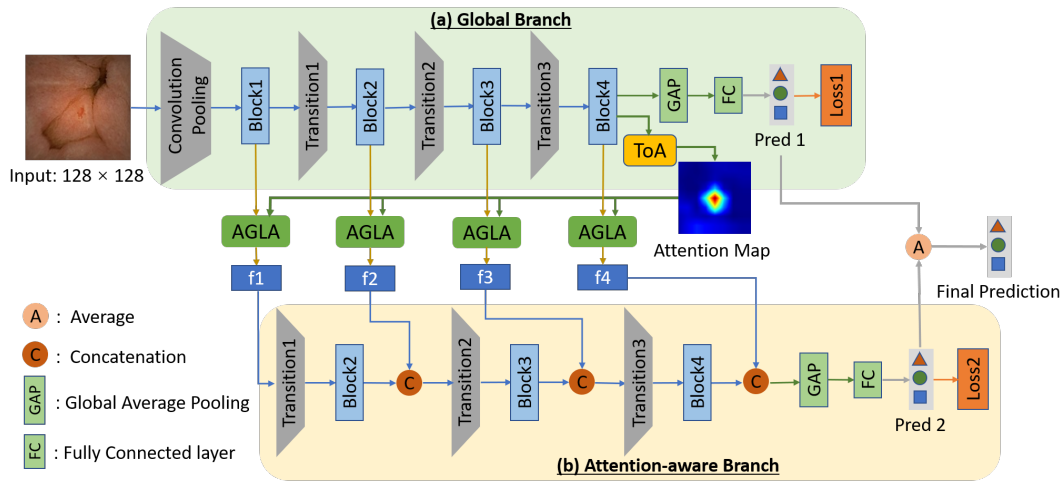 (a) Global Branch
Convolution
Pooling
Block1
Transition1
Block2
Transition2
Block3
Transition3
Block4
GAP
FC
Loss1
Pred 1
ToA
Input: 128 × 128
Attention Map
AGLA
AGLA
AGLA
AGLA
f1
f2
f3
f4
A
Final Prediction
A : Average
C : Concatenation
GAP : Global Average Pooling
FC : Fully Connected layer
Transition1
Block2
C
Transition2
Block3
C
Transition3
Block4
C
GAP
FC
Loss2
Pred 2
(b) Attention-aware Branch